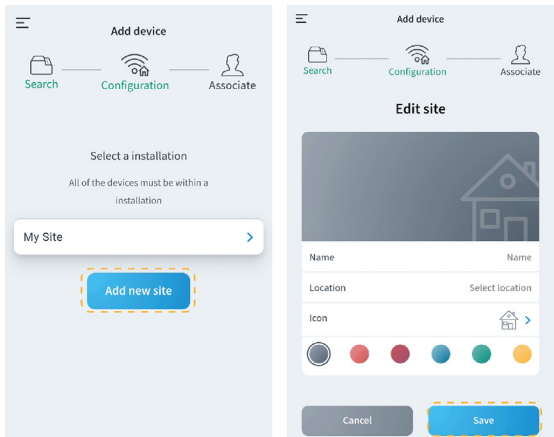 Add device
Search
Configuration
Associate
Select a installation
All of the devices must be within a
installation
My Site
Add new site
Add device
Search
Configuration
Associate
Edit site
Name Name
Location Select location
Icon
Cancel Save